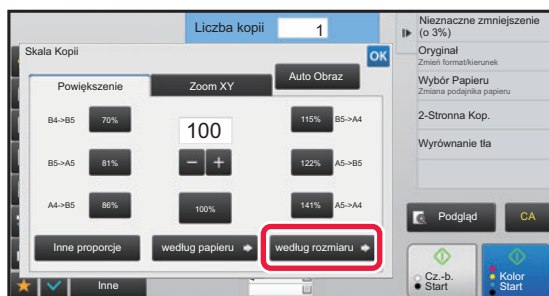 Liczba kopii 1
Skala Kopii
OK
Powiększenie Zoom XY Auto Obraz
B4->B5 70% 100 115% B5->A4
B5->A5 81% 122% A5->B5
A4->B5 86% 100% 141% A5->A4
Inne proporcje według papieru według rozmiaru
Inne
Nieznaczne zmniejszenie
(o 3%)
Oryginał
Zmień format/kierunek
Wybór Papieru
Zmiana podajnika papieru
2-Stronna Kop.
Wyrównanie tła
Podgląd CA
Cz.-b.
Start
Kolor
Start